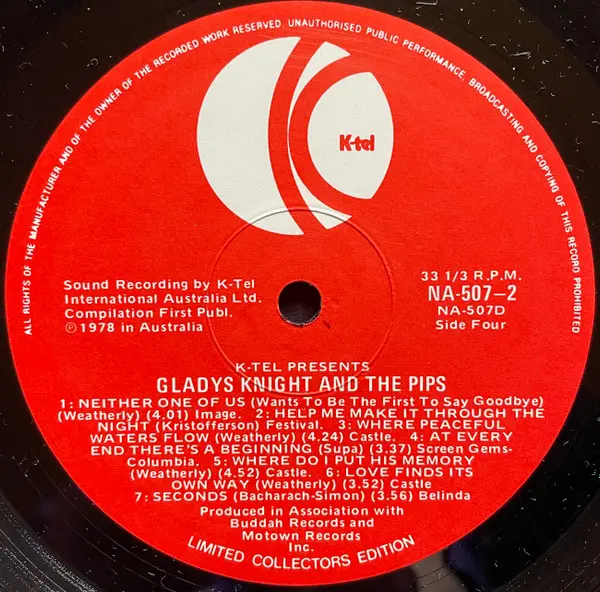 ALL RIGHTS OF THE MANUFACTURER AND OF THE OWNER OF THE RECORDED WORK RESERVED. UNAUTHORISED PUBLIC PERFORMANCE, BROADCASTING AND COPYING OF THIS RECORD PROHIBITED
K-tel
Sound Recording by K-Tel
International Australia Ltd.
Compilation First Publ.
℗ 1978 in Australia
33 1/3 R.P.M.
NA-507-2
NA-507D
Side Four
K-TEL PRESENTS
GLADYS KNIGHT AND THE PIPS
1: NEITHER ONE OF US (Wants To Be The First To Say Goodbye)
(Weatherly) (4.01) Image. 2: HELP ME MAKE IT THROUGH THE
NIGHT (Kristofferson) Festival. 3: WHERE PEACEFUL
WATERS FLOW (Weatherly) (4.24) Castle. 4: AT EVERY
END THERE'S A BEGINNING (Supa) (3.37) Screen Gems-
Columbia. 5: WHERE DO I PUT HIS MEMORY
(Weatherly) (4.52) Castle. 6: LOVE FINDS ITS
OWN WAY (Weatherly) (3.52) Castle
7: SECONDS (Bacharach-Simon) (3.56) Belinda
Produced in Association with
Buddah Records and
Motown Records
Inc.
LIMITED COLLECTORS EDITION